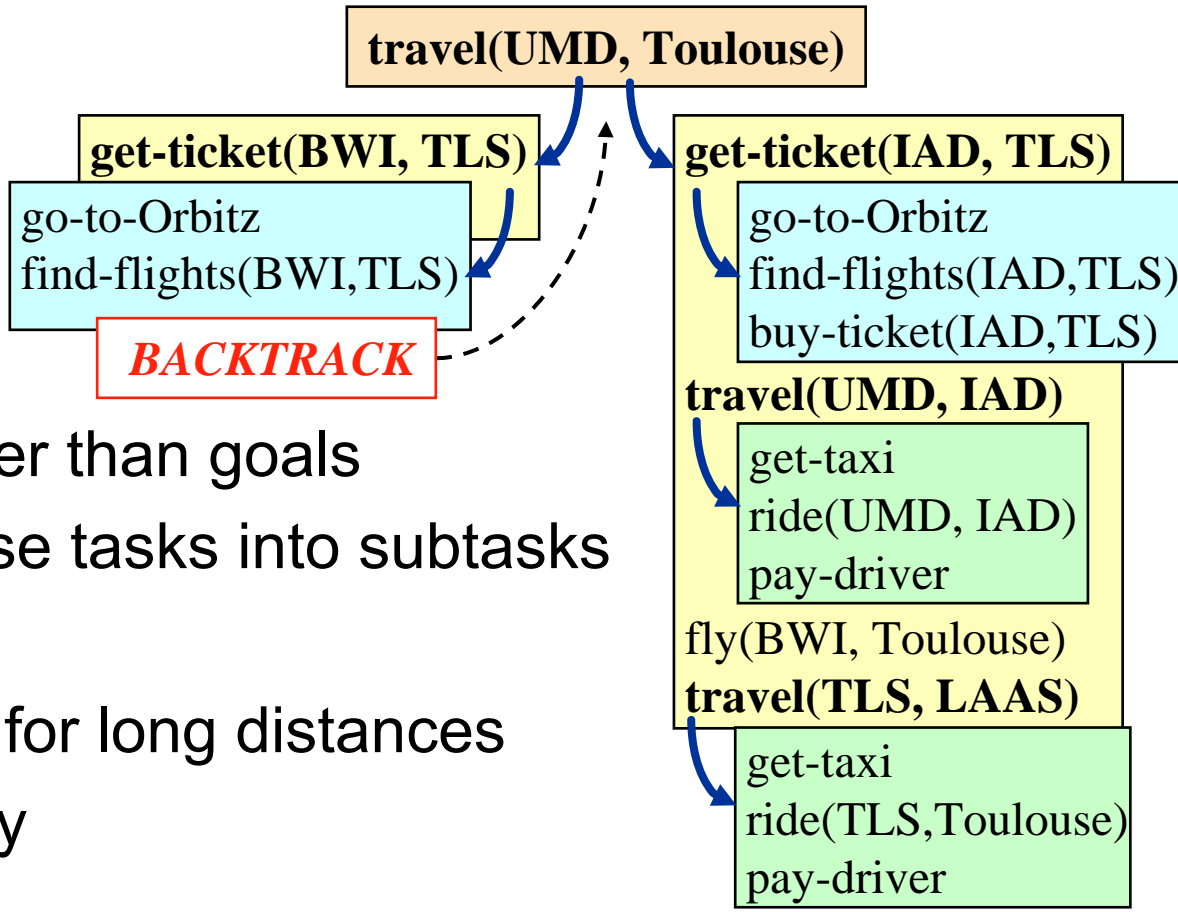 travel(UMD, Toulouse)
get-ticket(BWI, TLS)
go-to-Orbitz
find-flights(BWI,TLS)
BACKTRACK
get-ticket(IAD, TLS)
go-to-Orbitz
find-flights(IAD,TLS)
buy-ticket(IAD,TLS)
travel(UMD, IAD)
get-taxi
ride(UMD, IAD)
pay-driver
fly(BWI, Toulouse)
travel(TLS, LAAS)
get-taxi
ride(TLS,Toulouse)
pay-driver
er than goals
se tasks into subtasks
for long distances
y